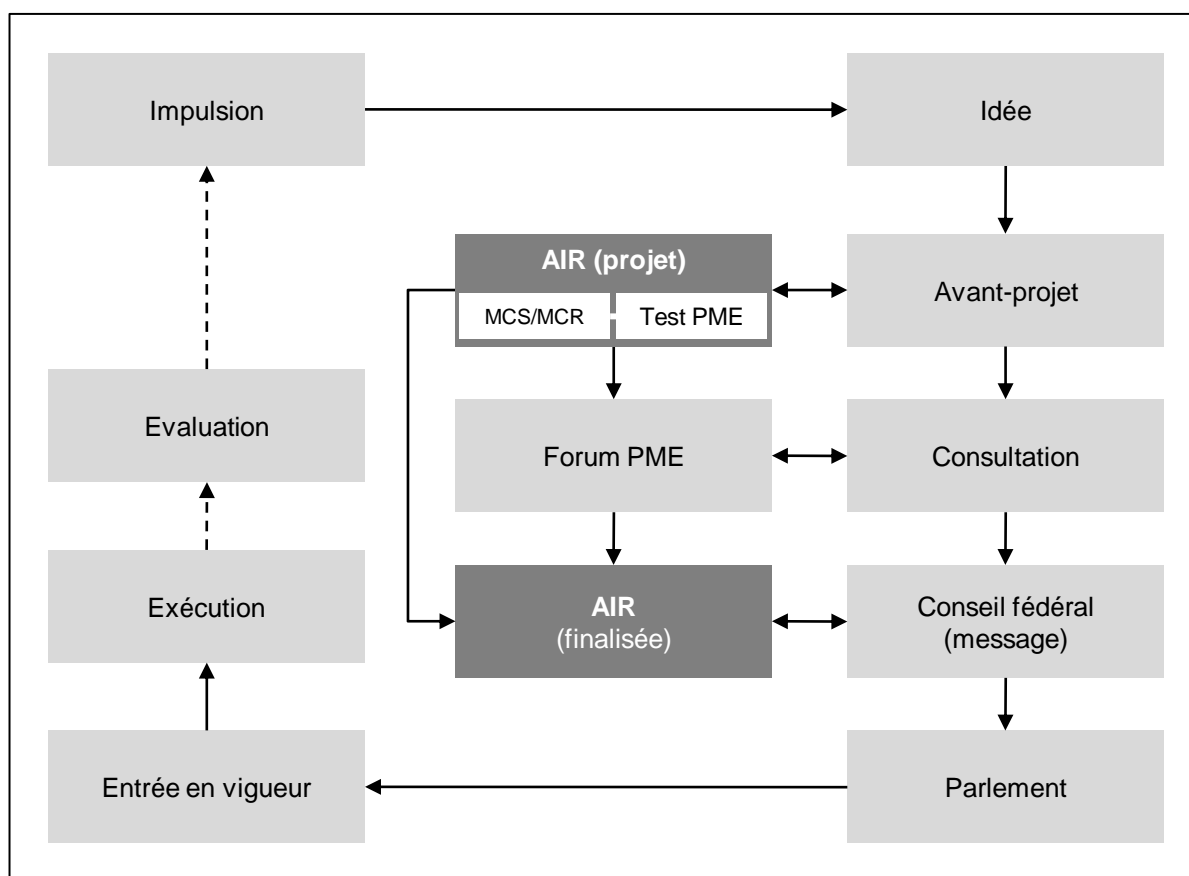 Impulsion
Idée
AIR (projet)
MCS/MCR
Test PME
Avant-projet
Evaluation
Forum PME
Consultation
Exécution
AIR
(finalisée)
Conseil fédéral
(message)
Entrée en vigueur
Parlement